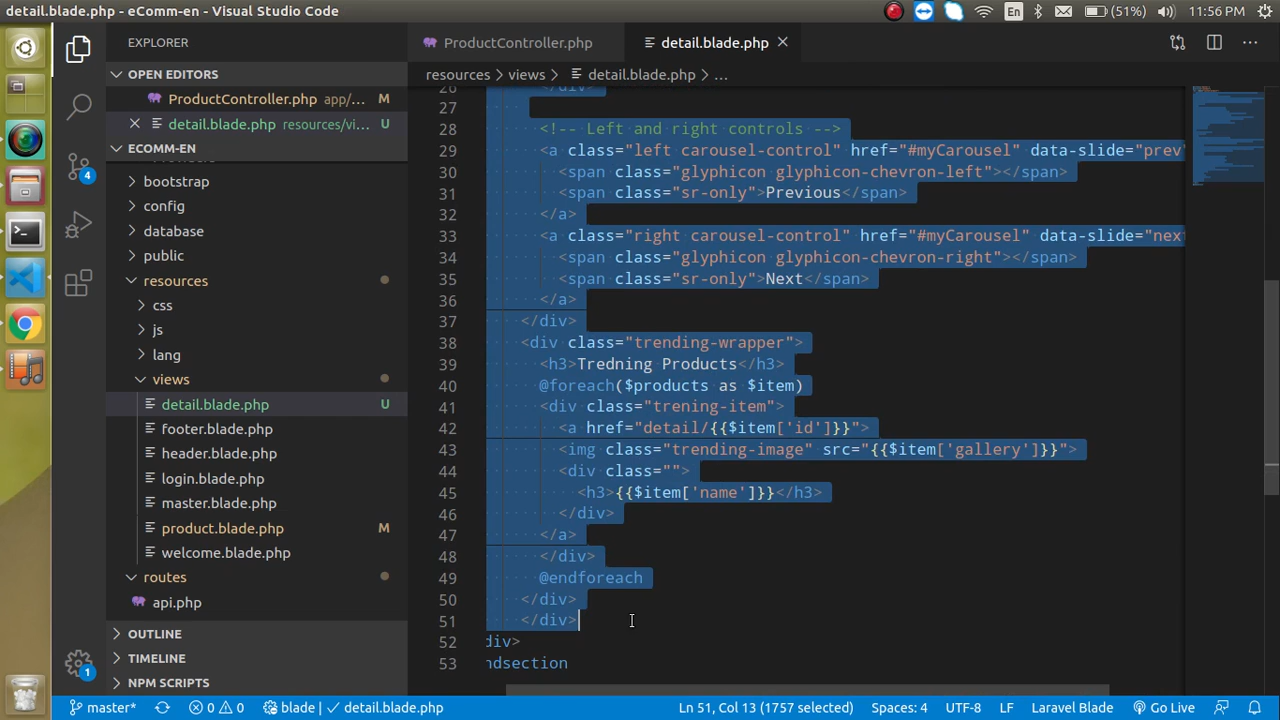 detail.blade.php - eComm-en - Visual Studio Code
En
(51%)
11:56 PM
EXPLORER
ProductController.php
detail.blade.php
OPEN EDITORS
resources
views
detail.blade.php
...
ProductController.php app/... M
detail.blade.php resources/vi... U
ECOMM-EN
bootstrap
config
database
public
resources
css
js
lang
views
detail.blade.php U
footer.blade.php
header.blade.php
login.blade.php
master.blade.php
product.blade.php M
welcome.blade.php
routes
api.php
OUTLINE
TIMELINE
NPM SCRIPTS
4
1
26 </div>
27
28 <!-- Left and right controls -->
29 <a class="left carousel-control" href="#myCarousel" data-slide="prev"
30 <span class="glyphicon glyphicon-chevron-left"></span>
31 <span class="sr-only">Previous</span>
32 </a>
33 <a class="right carousel-control" href="#myCarousel" data-slide="nex
34 <span class="glyphicon glyphicon-chevron-right"></span>
35 <span class="sr-only">Next</span>
36 </a>
37 </div>
38 <div class="trending-wrapper">
39 <h3>Tredning Products</h3>
40 @foreach($products as $item)
41 <div class="trening-item">
42 <a href="detail/{{$item['id']}}">
43 <img class="trending-image" src="{{$item['gallery']}}">
44 <div class="">
45 <h3>{{$item['name']}}</h3>
46 </div>
47 </a>
48 </div>
49 @endforeach
50 </div>
51 </div>
52 div>
53 ndsection
master*
0
0
blade | ✓ detail.blade.php
Ln 51, Col 13 (1757 selected)
Spaces: 4
UTF-8
LF
Laravel Blade
Go Live